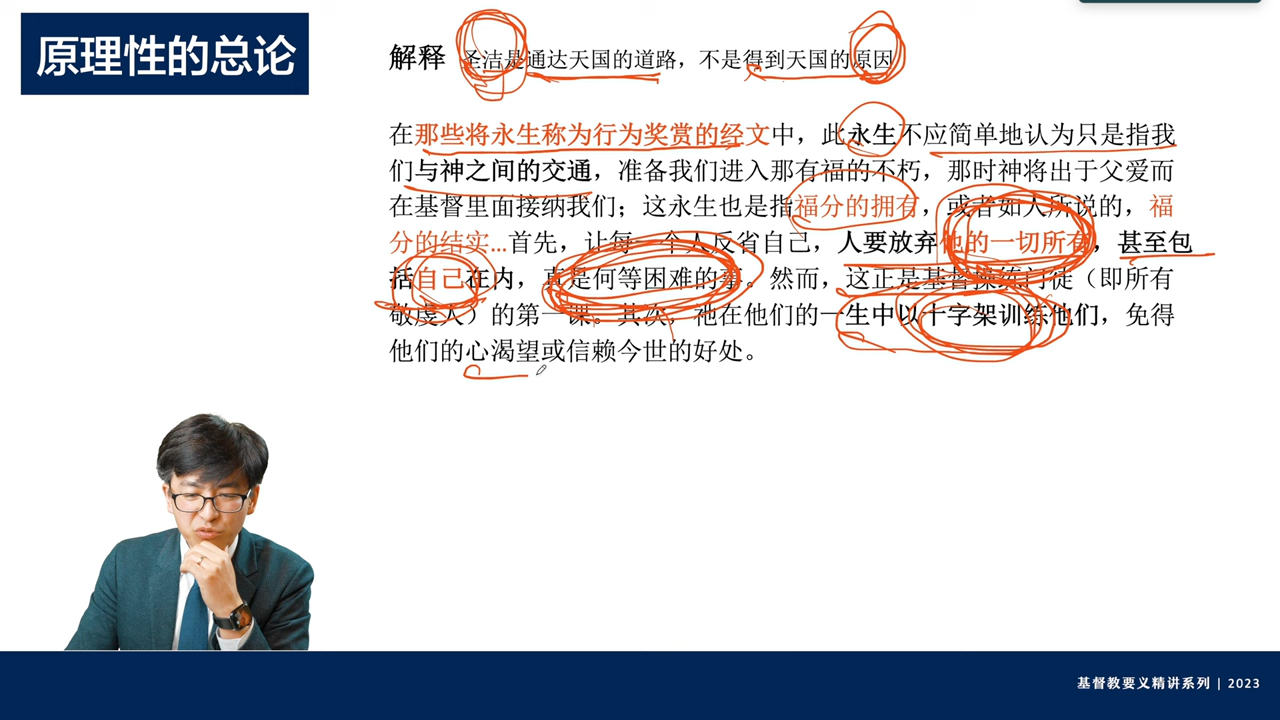 原理性的总论
解释 圣洁是通达天国的道路，不是得到天国的原因
在那些将永生称为行为奖赏的经文中，此永生不应简单地认为只是指我
们与神之间的交通，准备我们进入那有福的不朽，那时神将出于父爱而
在基督里面接纳我们；这永生也是指福分的拥有，或者如人所说的，福
分的结实...首先，让每一个人反省自己，人要放弃他的一切所有，甚至包
括自己在内，真是何等困难的事。然而，这正是基督操练门徒（即所有
敬虔人）的第一课。其次，祂在他们的一生中以十字架训练他们，免得
他们的心渴望或信赖今世的好处。
基督教要义精讲系列 | 2023